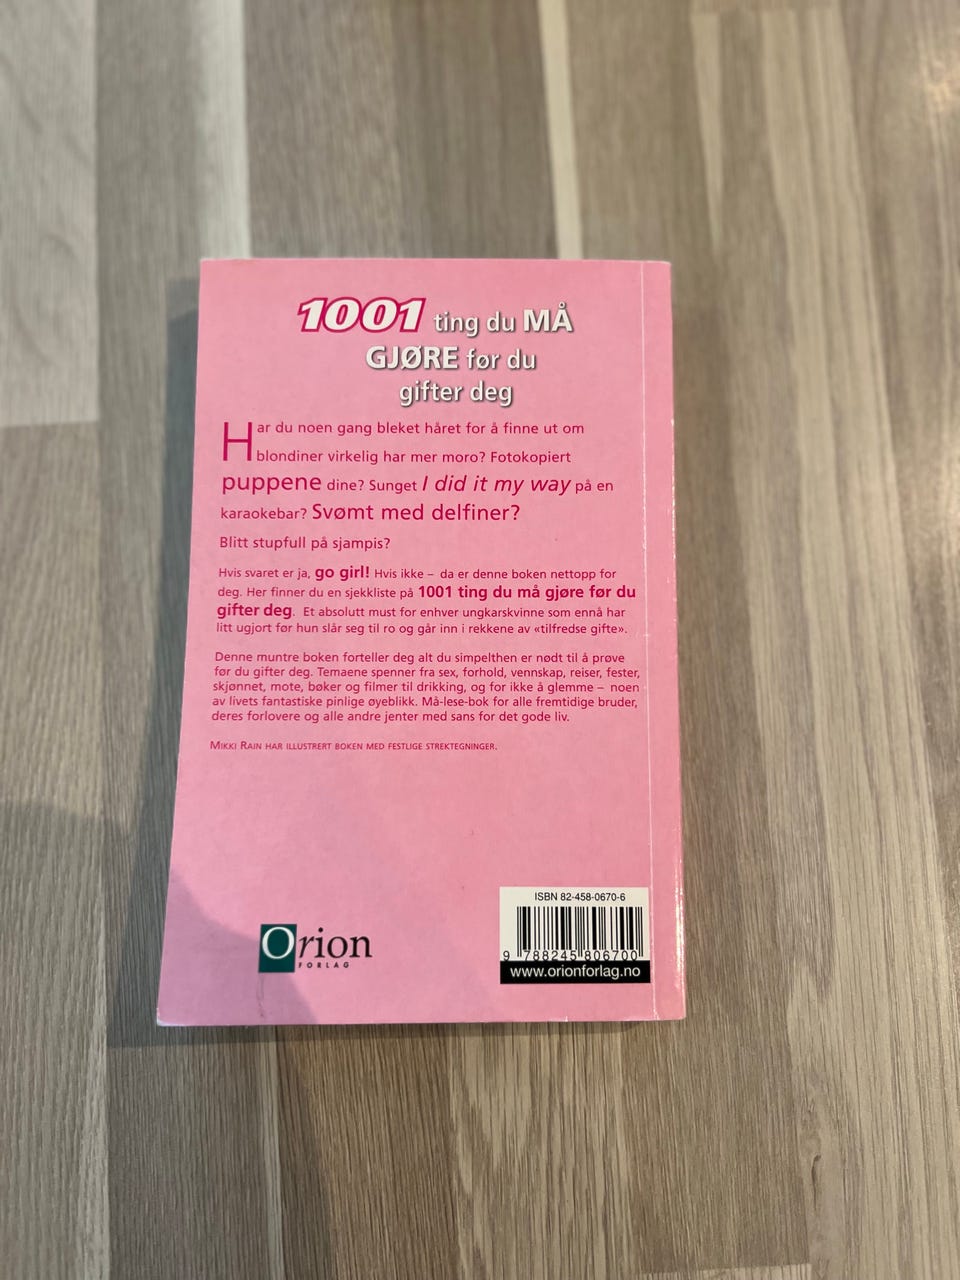 1001 ting du MÅ
GJØRE før du
gifter deg
Har du noen gang bleket håret for å finne ut om
blondiner virkelig har mer moro? Fotokopiert
puppene dine? Sunget I did it my way på en
karaokebar? Svømt med delfiner?
Blitt stupfull på sjampis?
Hvis svaret er ja, go girl! Hvis ikke – da er denne boken nettopp for
deg. Her finner du en sjekkliste på 1001 ting du må gjøre før du
gifter deg. Et absolutt must for enhver ungkarskvinne som ennå har
litt ugjort før hun slår seg til ro og går inn i rekkene av «tilfredse gifte».
Denne muntre boken forteller deg alt du simpelthen er nødt til å prøve
før du gifter deg. Temaene spenner fra sex, forhold, vennskap, reiser, fester,
skjønnet, mote, bøker og filmer til drikking, og for ikke å glemme – noen
av livets fantastiske pinlige øyeblikk. Må-lese-bok for alle fremtidige bruder,
deres forlovere og alle andre jenter med sans for det gode liv.
MIKKI RAIN HAR ILLUSTRERT BOKEN MED FESTLIGE STREKTEGNINGER.
Orion
FORLAG
ISBN 82-458-0670-6
9 788245 806700
www.orionforlag.no